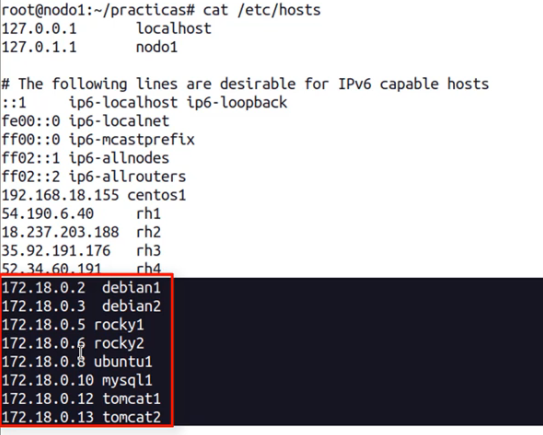 root@nodo1:~/practicas# cat /etc/hosts
127.0.0.1       localhost
127.0.1.1       nodo1

# The following lines are desirable for IPv6 capable hosts
::1     ip6-localhost ip6-loopback
fe00::0 ip6-localnet
ff00::0 ip6-mcastprefix
ff02::1 ip6-allnodes
ff02::2 ip6-allrouters
192.168.18.155 centos1
54.190.6.40     rh1
18.237.203.188  rh2
35.92.191.176   rh3
52.34.60.191    rh4
172.18.0.2  debian1
172.18.0.3  debian2
172.18.0.5 rocky1
172.18.0.6 rocky2
172.18.0.8 ubuntu1
172.18.0.10 mysql1
172.18.0.12 tomcat1
172.18.0.13 tomcat2